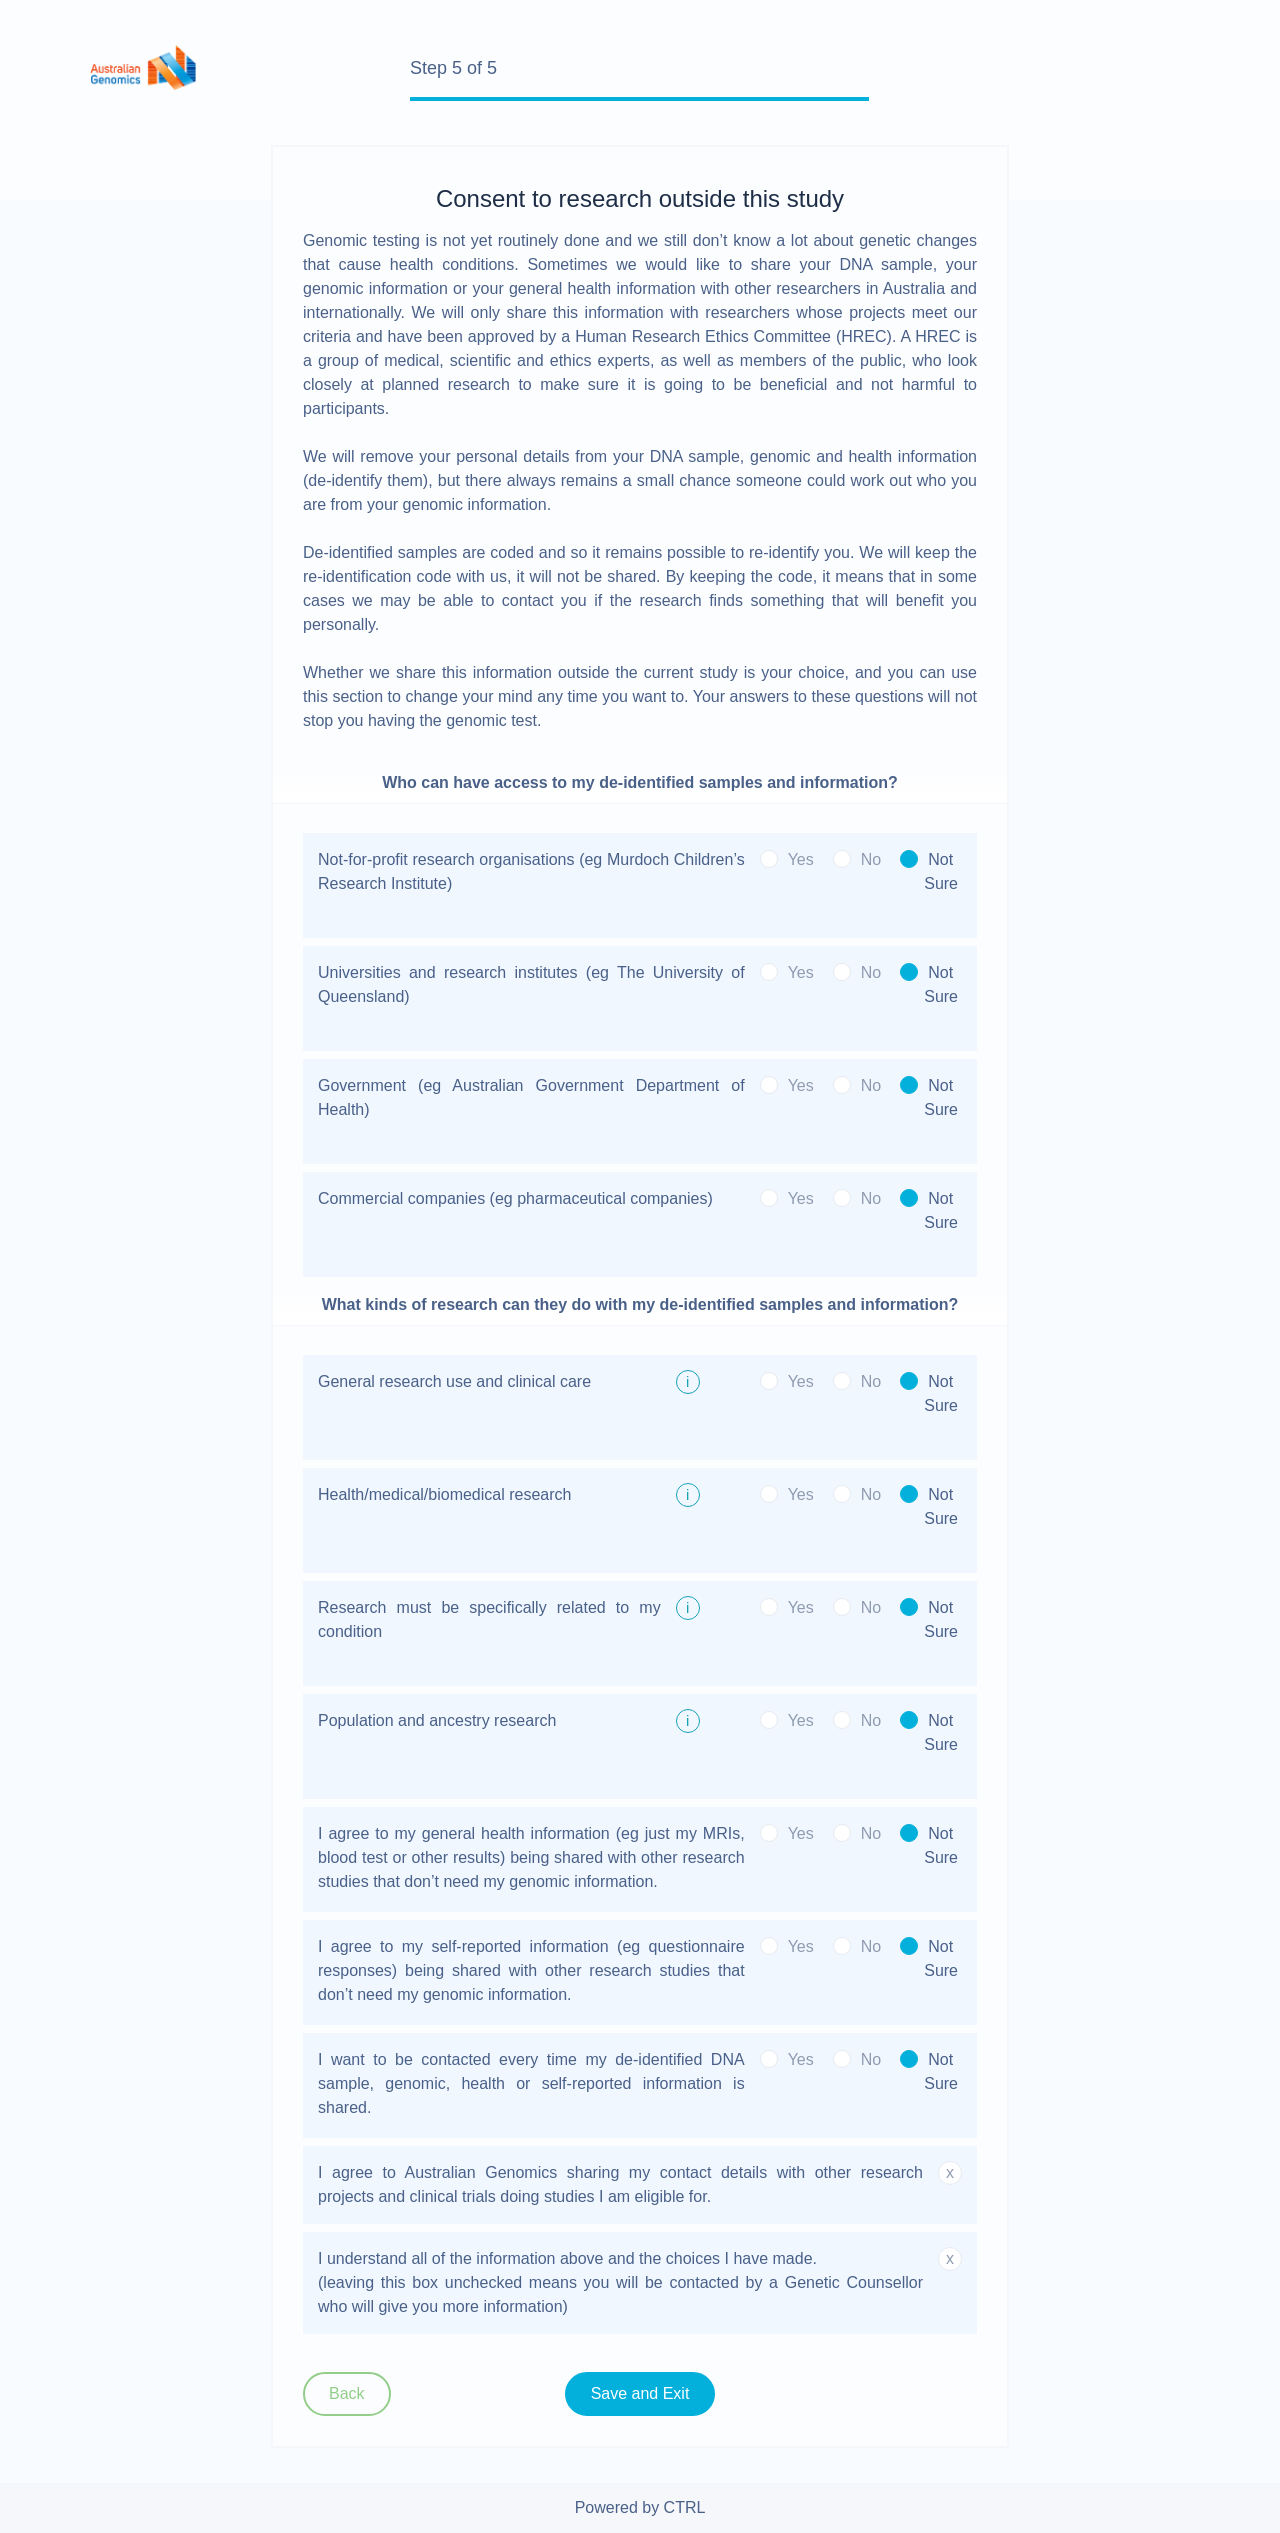 Australian
Genomics
Step 5 of 5
Consent to research outside this study
Genomic testing is not yet routinely done and we still don’t know a lot about genetic changes
that cause health conditions. Sometimes we would like to share your DNA sample, your
genomic information or your general health information with other researchers in Australia and
internationally. We will only share this information with researchers whose projects meet our
criteria and have been approved by a Human Research Ethics Committee (HREC). A HREC is
a group of medical, scientific and ethics experts, as well as members of the public, who look
closely at planned research to make sure it is going to be beneficial and not harmful to
participants.
We will remove your personal details from your DNA sample, genomic and health information
(de-identify them), but there always remains a small chance someone could work out who you
are from your genomic information.
De-identified samples are coded and so it remains possible to re-identify you. We will keep the
re-identification code with us, it will not be shared. By keeping the code, it means that in some
cases we may be able to contact you if the research finds something that will benefit you
personally.
Whether we share this information outside the current study is your choice, and you can use
this section to change your mind any time you want to. Your answers to these questions will not
stop you having the genomic test.
Who can have access to my de-identified samples and information?
Not-for-profit research organisations (eg Murdoch Children’s Yes No Not
Research Institute) Sure
Universities and research institutes (eg The University of Yes No Not
Queensland) Sure
Government (eg Australian Government Department of Yes No Not
Health) Sure
Commercial companies (eg pharmaceutical companies) Yes No Not
Sure
What kinds of research can they do with my de-identified samples and information?
General research use and clinical care i Yes No Not
Sure
Health/medical/biomedical research i Yes No Not
Sure
Research must be specifically related to my i Yes No Not
condition Sure
Population and ancestry research i Yes No Not
Sure
I agree to my general health information (eg just my MRIs, Yes No Not
blood test or other results) being shared with other research Sure
studies that don’t need my genomic information.
I agree to my self-reported information (eg questionnaire Yes No Not
responses) being shared with other research studies that Sure
don’t need my genomic information.
I want to be contacted every time my de-identified DNA Yes No Not
sample, genomic, health or self-reported information is Sure
shared.
I agree to Australian Genomics sharing my contact details with other research x
projects and clinical trials doing studies I am eligible for.
I understand all of the information above and the choices I have made. x
(leaving this box unchecked means you will be contacted by a Genetic Counsellor
who will give you more information)
Back Save and Exit
Powered by CTRL